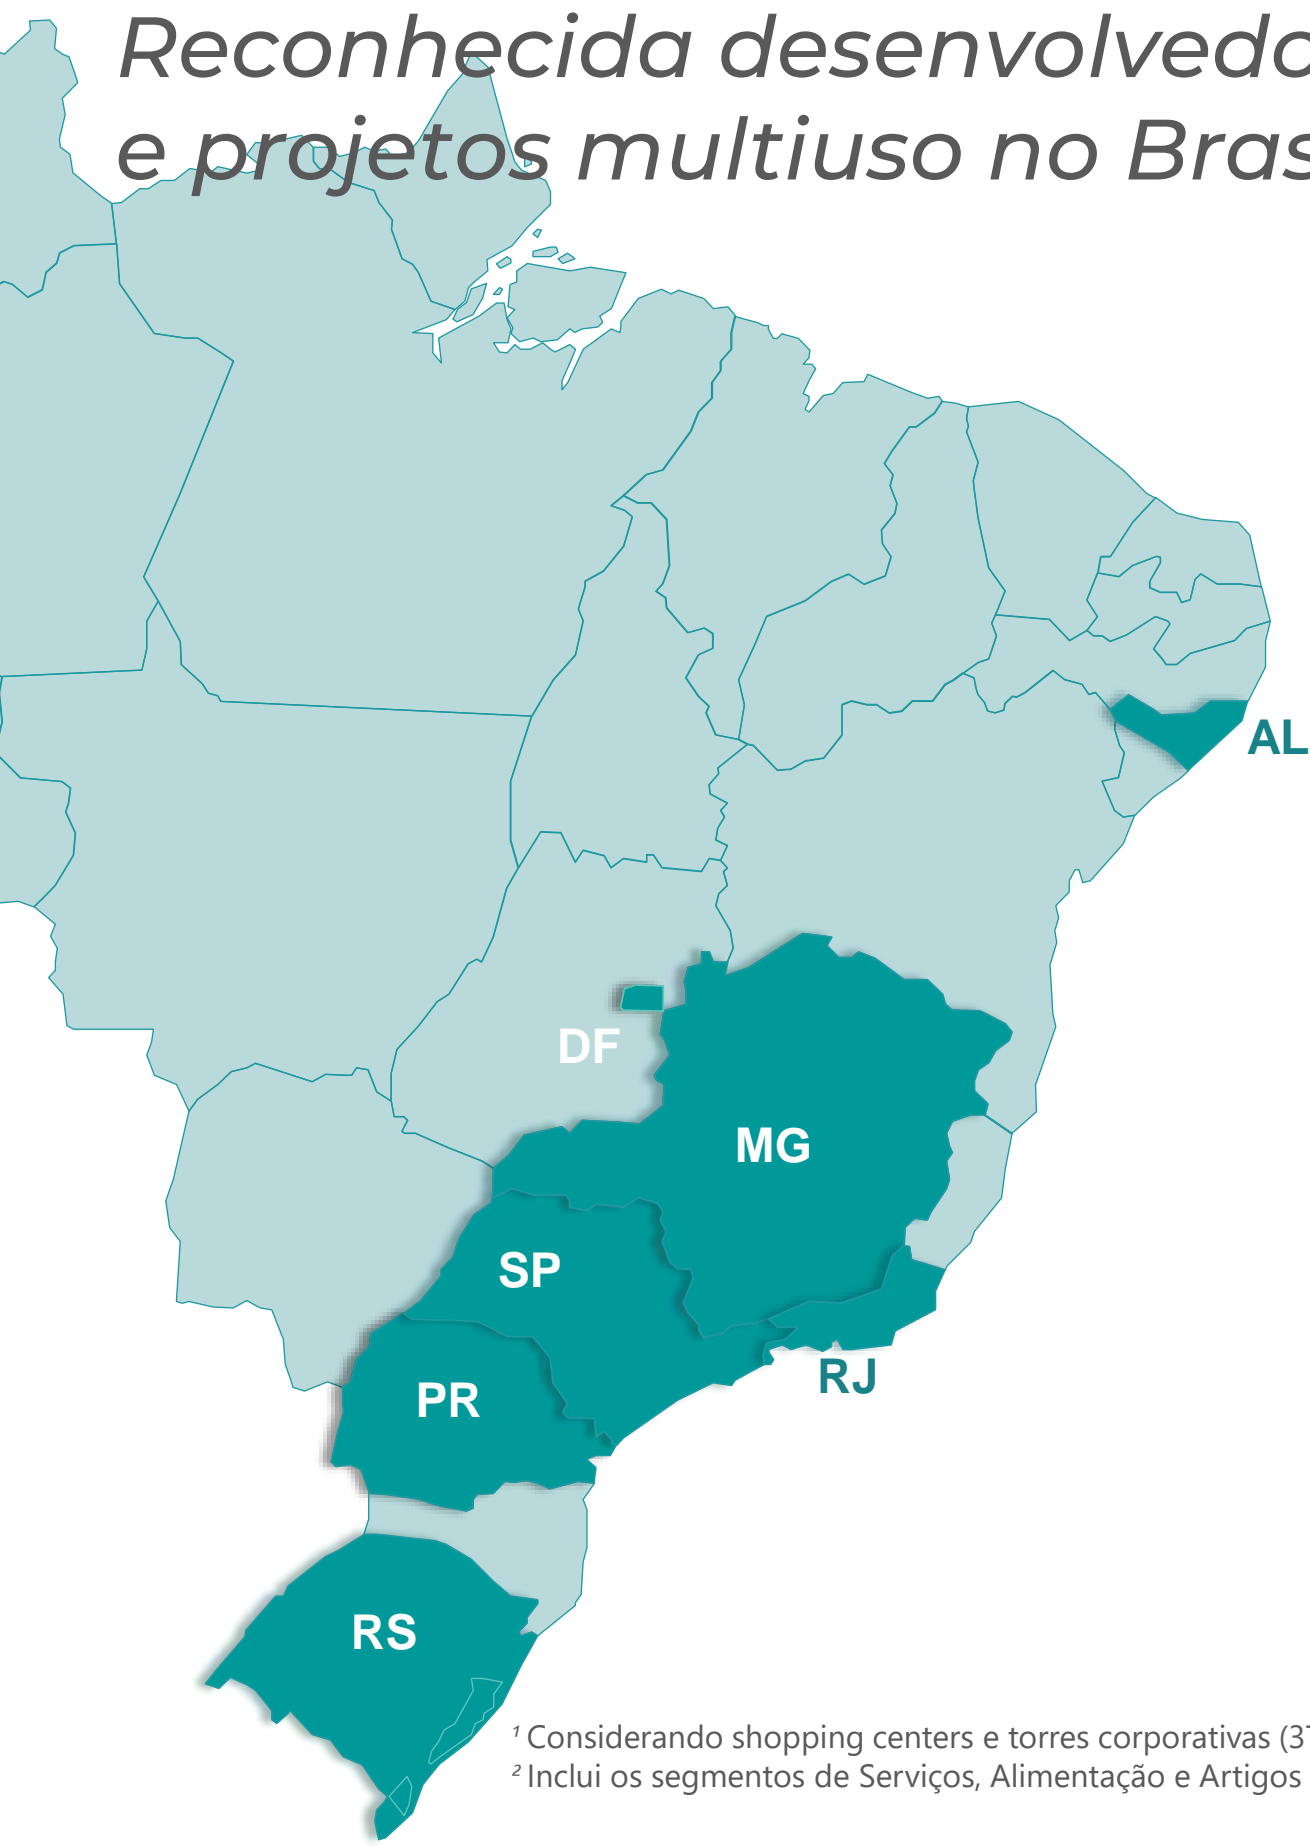 Reconhecida desenvolved
e projetos multiuso no Bras
AL
DF
MG
SP
RJ
PR
RS
¹ Considerando shopping centers e torres corporativas (3
² Inclui os segmentos de Serviços, Alimentação e Artigos